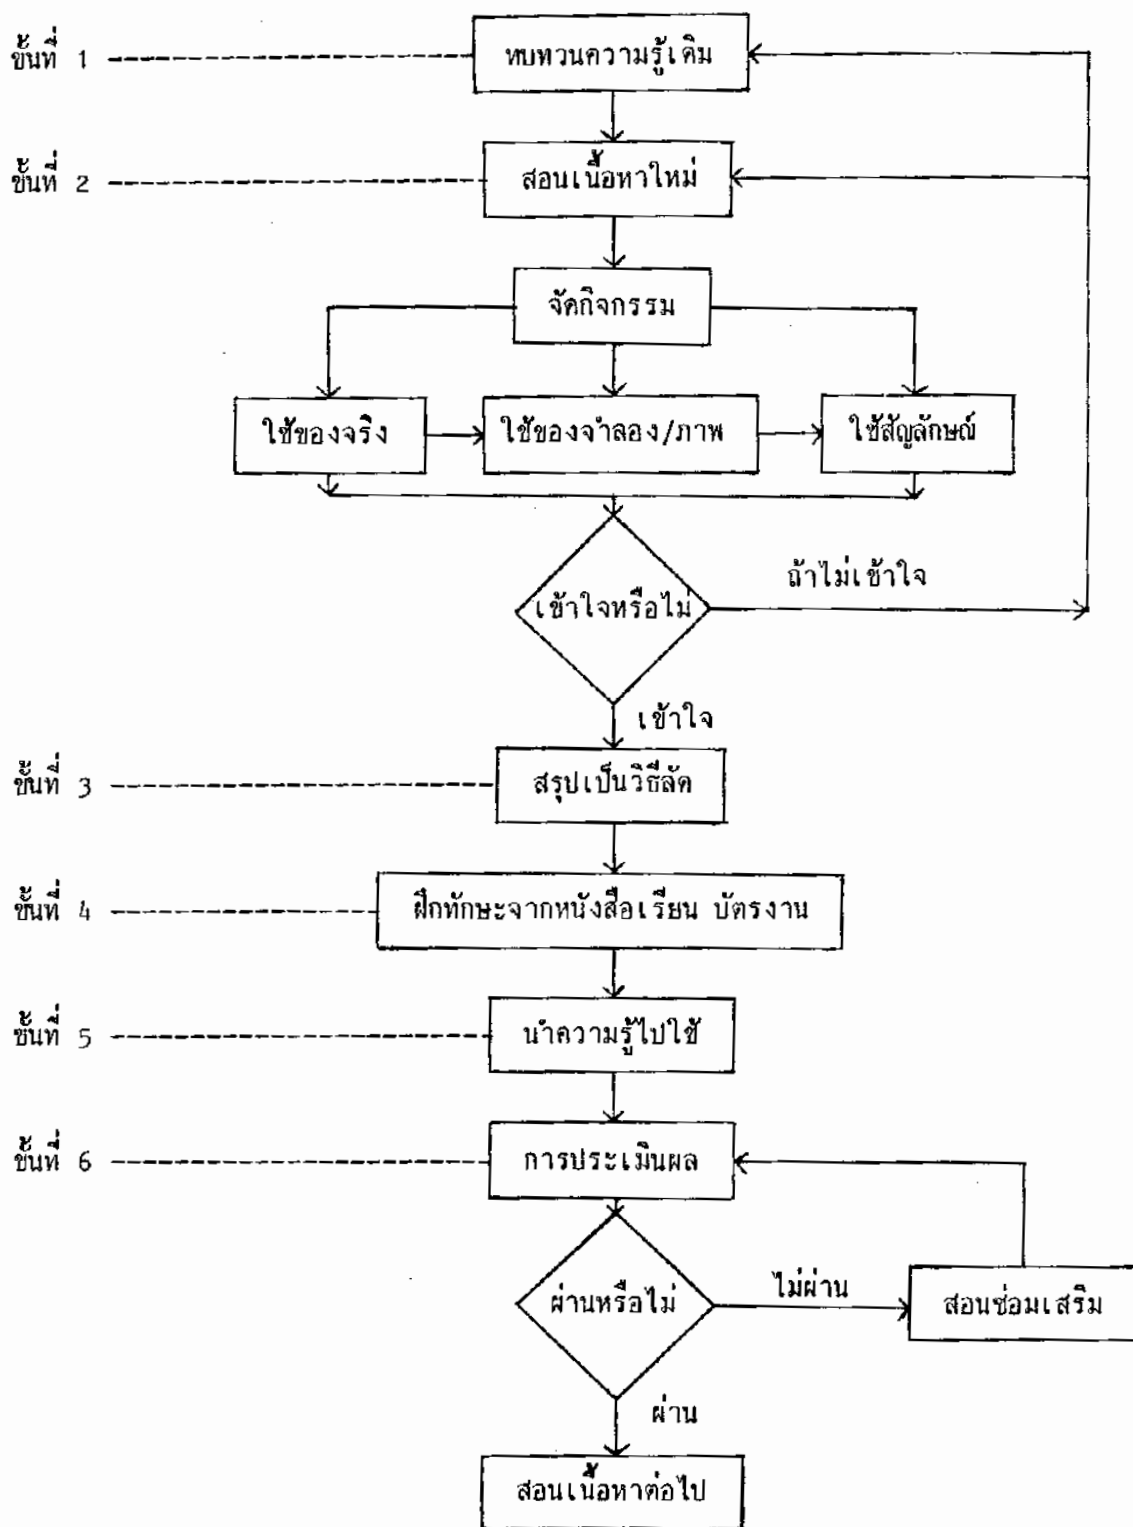 ขั้นที่ 1 ทบทวนความรู้เดิม
ขั้นที่ 2 สอนเนื้อหาใหม่
จัดกิจกรรม
ใช้ของจริง ใช้ของจำลอง/ภาพ ใช้สัญลักษณ์
ถ้าไม่เข้าใจ
เข้าใจหรือไม่
เข้าใจ
ขั้นที่ 3 สรุปเป็นวิธีลัด
ขั้นที่ 4 ฝึกทักษะจากหนังสือเรียน บัตรงาน
ขั้นที่ 5 นำความรู้ไปใช้
ขั้นที่ 6 การประเมินผล
ผ่านหรือไม่ ไม่ผ่าน สอนซ่อมเสริม
ผ่าน
สอนเนื้อหาต่อไป